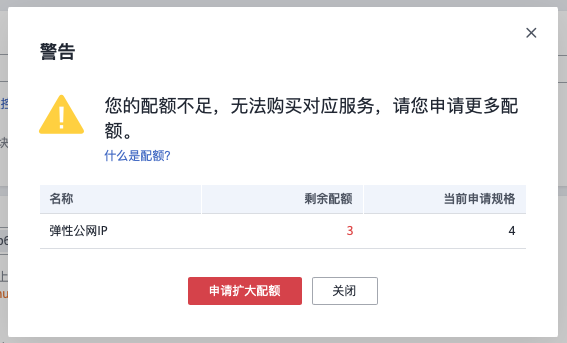 警告
您的配额不足，无法购买对应服务，请您申请更多配
额。
什么是配额?
名称 剩余配额 当前申请规格
弹性公网IP 3 4
申请扩大配额 关闭